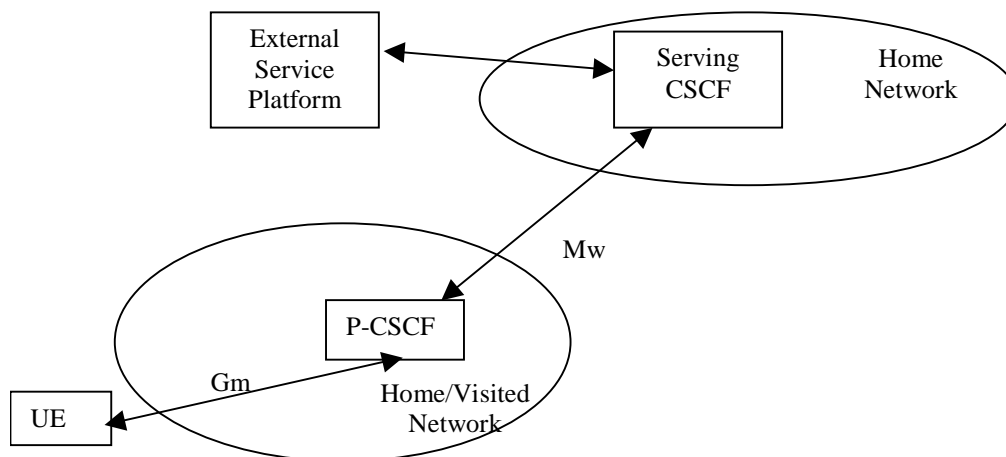 External
Service
Platform
Serving
CSCF
Home
Network
Mw
P-CSCF
Gm
Home/Visited
Network
UE